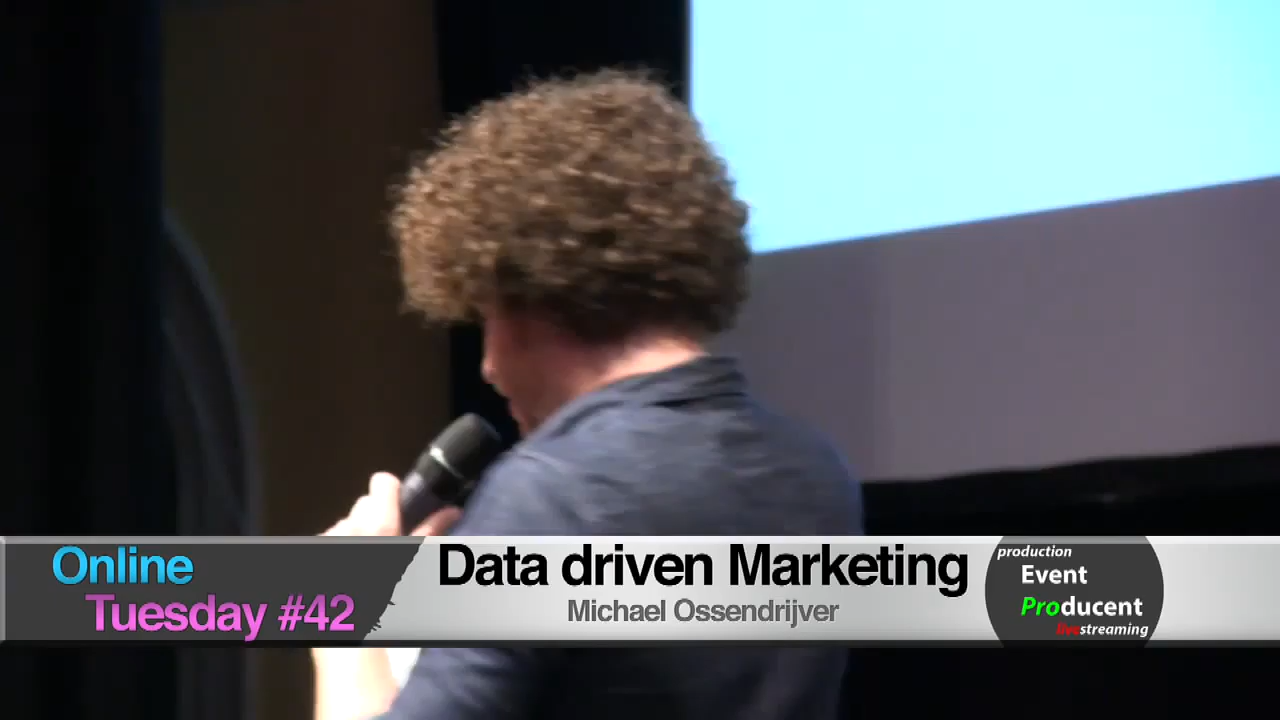 Online
Tuesday #42
Data driven Marketing
Michael Ossendrijver
production
Event
Producent
livestreaming